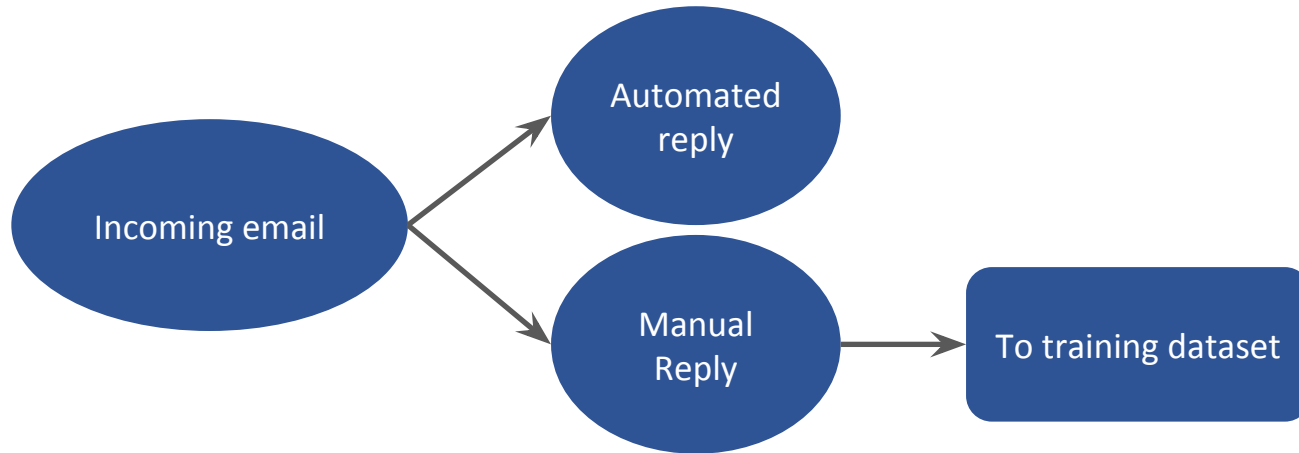 Automated
reply
Incoming email
Manual
Reply
To training dataset